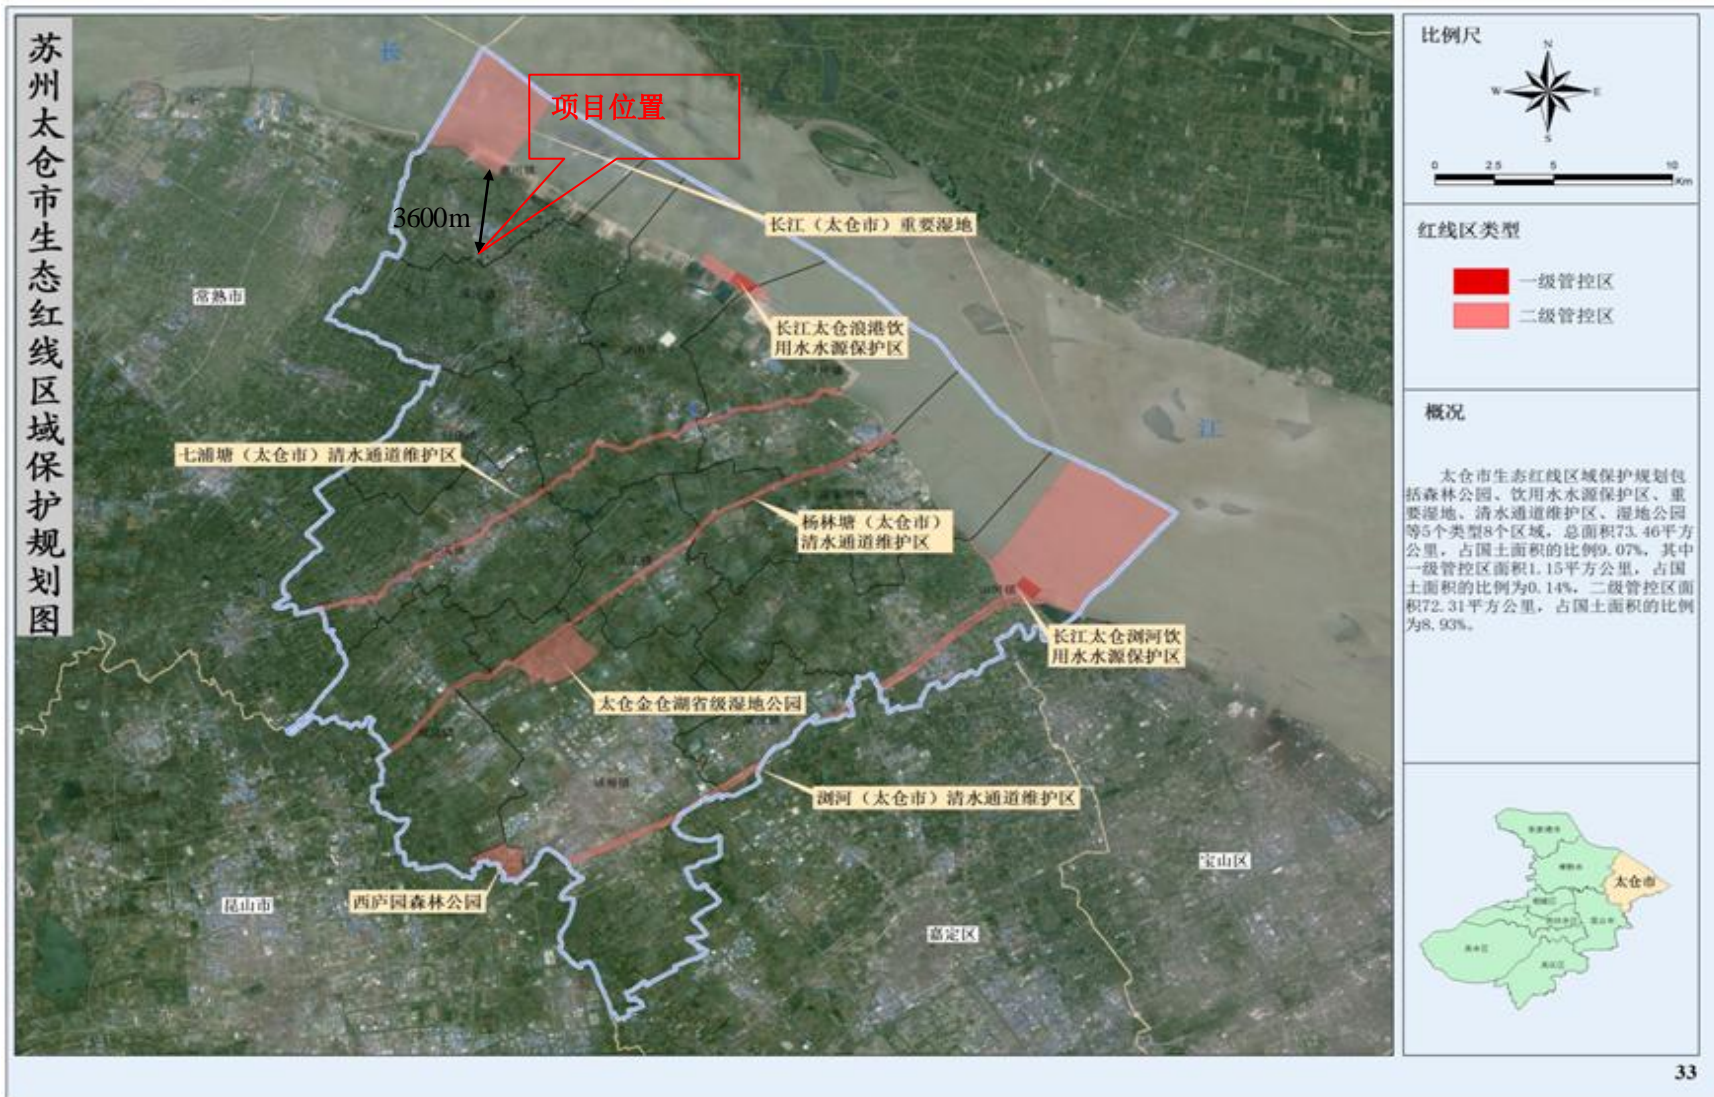 苏州太仓市生态红线区域保护规划图
长
项目位置
3600m
长江（太仓市）重要湿地
常熟市
长江太仓浪港饮
用水水源保护区
江
七浦塘（太仓市）清水通道维护区
杨林塘（太仓市）
清水通道维护区
长江太仓浏河饮
用水水源保护区
太仓金仓湖省级湿地公园
浏河（太仓市）清水通道维护区
西庐园森林公园
昆山市
嘉定区
宝山区
比例尺
N
W
E
S
0 2.5 5 10
Km
红线区类型
一级管控区
二级管控区
概况
太仓市生态红线区域保护规划包
括森林公园、饮用水水源保护区、重
要湿地、清水通道维护区、湿地公园
等5个类型8个区域，总面积73.46平方
公里，占国土面积的比例9.07%，其中
一级管控区面积1.15平方公里，占国
土面积的比例为0.14%，二级管控区面
积72.31平方公里，占国土面积的比例
为8.93%。
太仓市
33